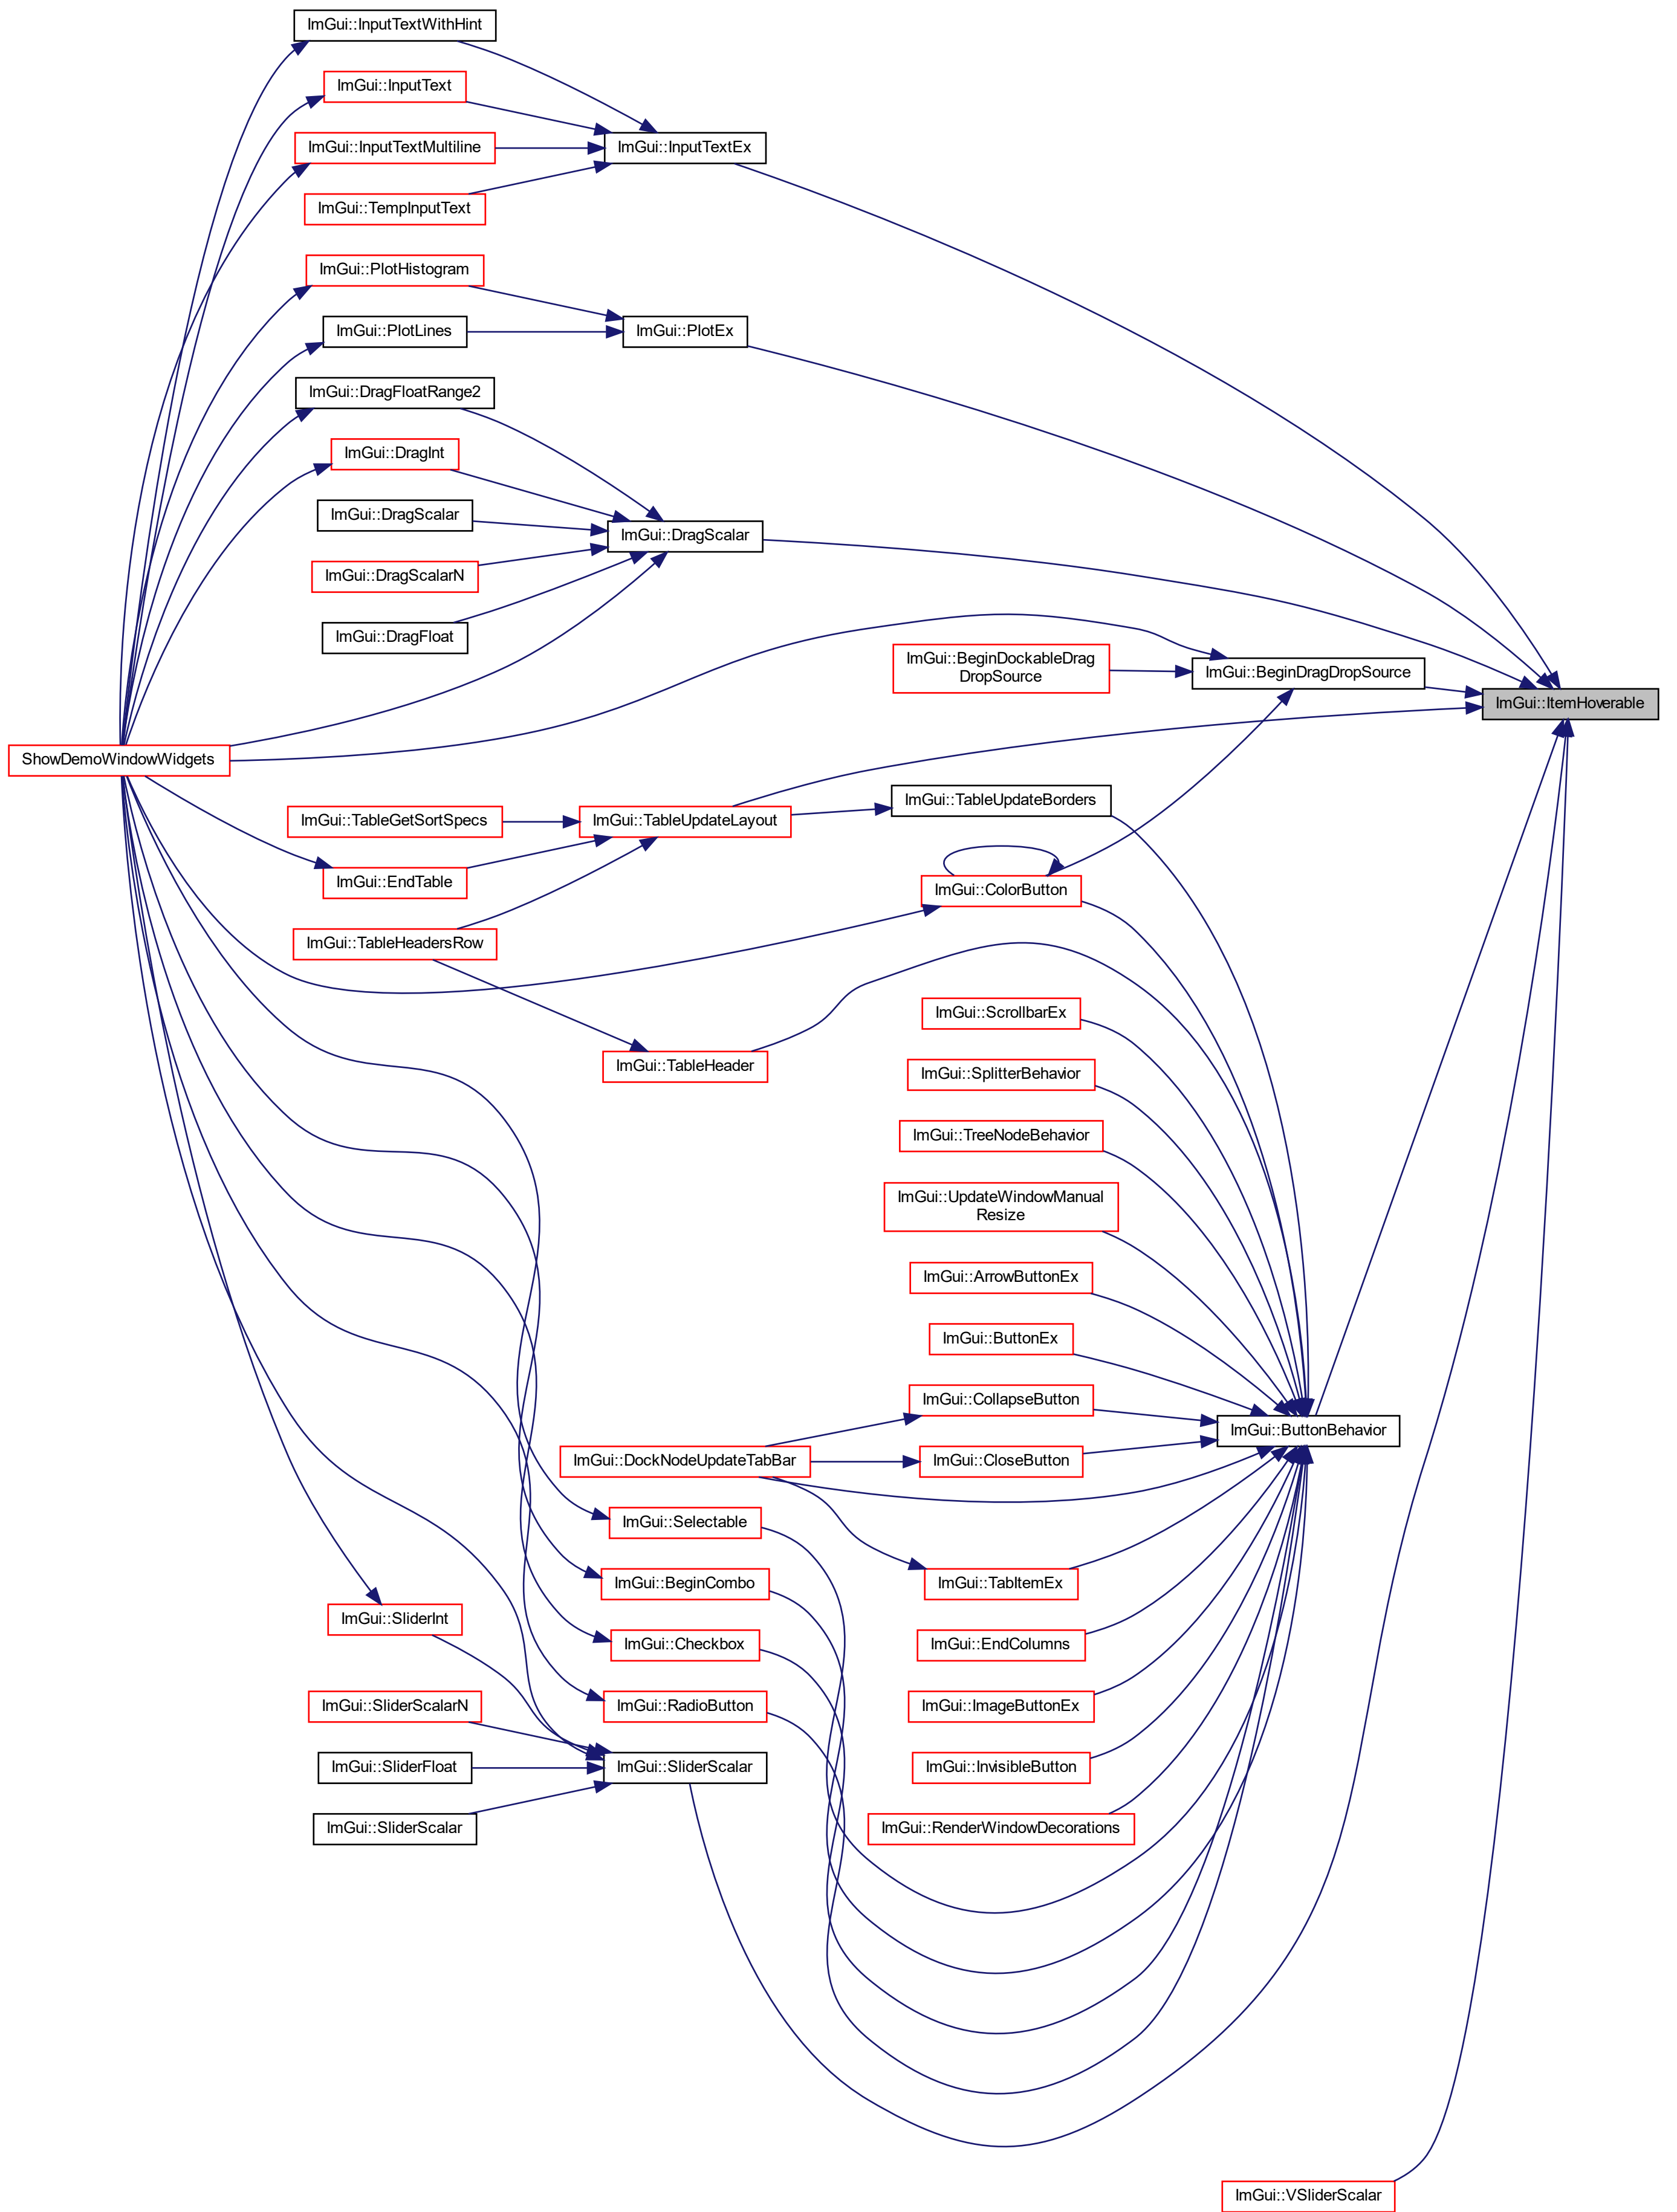 ImGui::InputTextWithHint
ImGui::InputText
ImGui::InputTextMultiline
ImGui::InputTextEx
ImGui::TempInputText
ImGui::PlotHistogram
ImGui::PlotLines
ImGui::PlotEx
ImGui::DragFloatRange2
ImGui::DragInt
ImGui::DragScalar
ImGui::DragScalar
ImGui::DragScalarN
ImGui::DragFloat
ImGui::BeginDockableDrag
DropSource
ImGui::BeginDragDropSource
ImGui::ItemHoverable
ShowDemoWindowWidgets
ImGui::TableUpdateBorders
ImGui::TableGetSortSpecs
ImGui::TableUpdateLayout
ImGui::EndTable
ImGui::ColorButton
ImGui::TableHeadersRow
ImGui::ScrollbarEx
ImGui::TableHeader
ImGui::SplitterBehavior
ImGui::TreeNodeBehavior
ImGui::UpdateWindowManual
Resize
ImGui::ArrowButtonEx
ImGui::ButtonEx
ImGui::CollapseButton
ImGui::ButtonBehavior
ImGui::DockNodeUpdateTabBar
ImGui::CloseButton
ImGui::Selectable
ImGui::BeginCombo
ImGui::TabItemEx
ImGui::SliderInt
ImGui::Checkbox
ImGui::EndColumns
ImGui::SliderScalarN
ImGui::RadioButton
ImGui::ImageButtonEx
ImGui::SliderFloat
ImGui::SliderScalar
ImGui::InvisibleButton
ImGui::SliderScalar
ImGui::RenderWindowDecorations
ImGui::VSliderScalar